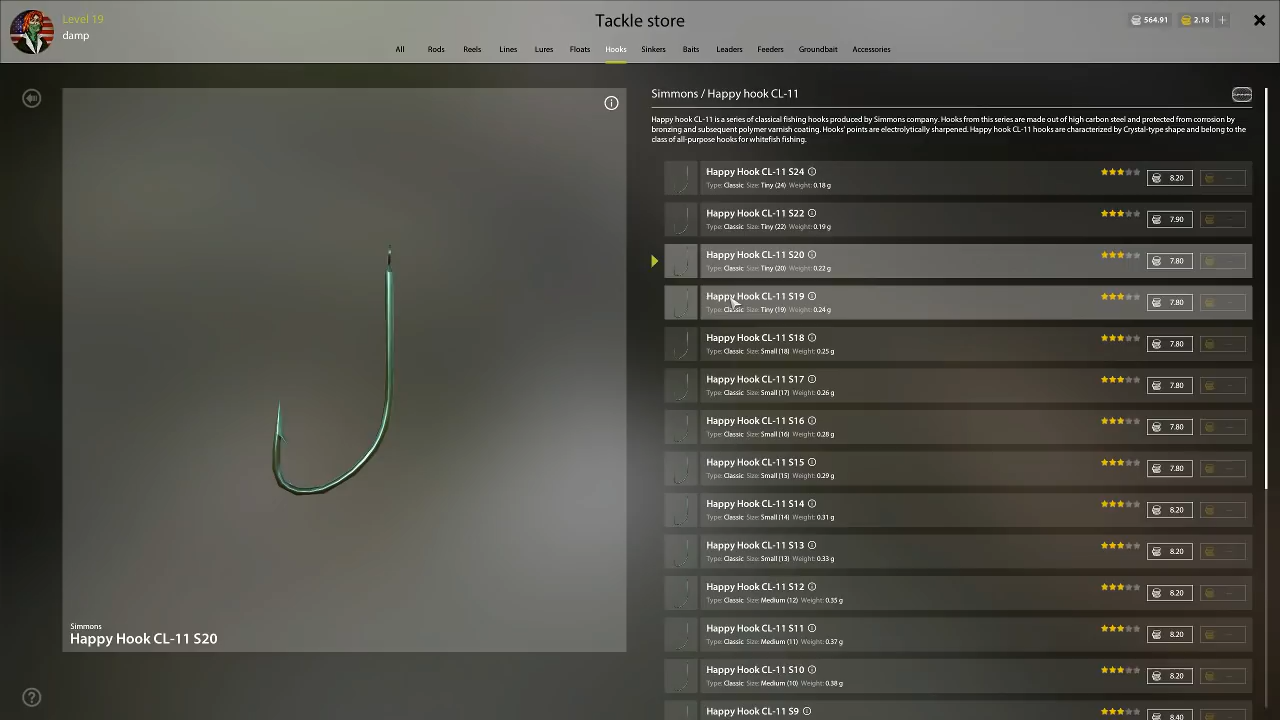 Level 19
damp
Tackle store
564.91
2.18
All Rods Reels Lines Lures Floats Hooks Sinkers Baits Leaders Feeders Groundbait Accessories
Simmons / Happy hook CL-11
Happy hook CL-11 is a series of classical fishing hooks produced by Simmons company. Hooks from this series are made out of high carbon steel and protected from corrosion by
bronzing and subsequent polymer varnish coating. Hooks' points are electrolytically sharpened. Happy hook CL-11 hooks are characterized by Crystal-type shape and belong to the
class of all-purpose hooks for whitefish fishing.
Happy Hook CL-11 S24
Type: Classic Size: Tiny (24) Weight: 0.18 g
8.20
Happy Hook CL-11 S22
Type: Classic Size: Tiny (22) Weight: 0.19 g
7.90
Happy Hook CL-11 S20
Type: Classic Size: Tiny (20) Weight: 0.22 g
7.80
Happy Hook CL-11 S19
Type: Classic Size: Tiny (19) Weight: 0.24 g
7.80
Happy Hook CL-11 S18
Type: Classic Size: Small (18) Weight: 0.25 g
7.80
Happy Hook CL-11 S17
Type: Classic Size: Small (17) Weight: 0.26 g
7.80
Happy Hook CL-11 S16
Type: Classic Size: Small (16) Weight: 0.28 g
7.80
Happy Hook CL-11 S15
Type: Classic Size: Small (15) Weight: 0.29 g
7.80
Happy Hook CL-11 S14
Type: Classic Size: Small (14) Weight: 0.31 g
8.20
Happy Hook CL-11 S13
Type: Classic Size: Small (13) Weight: 0.33 g
8.20
Happy Hook CL-11 S12
Type: Classic Size: Medium (12) Weight: 0.35 g
8.20
Happy Hook CL-11 S11
Type: Classic Size: Medium (11) Weight: 0.37 g
8.20
Happy Hook CL-11 S10
Type: Classic Size: Medium (10) Weight: 0.38 g
8.20
Happy Hook CL-11 S9
8.40
Simmons
Happy Hook CL-11 S20